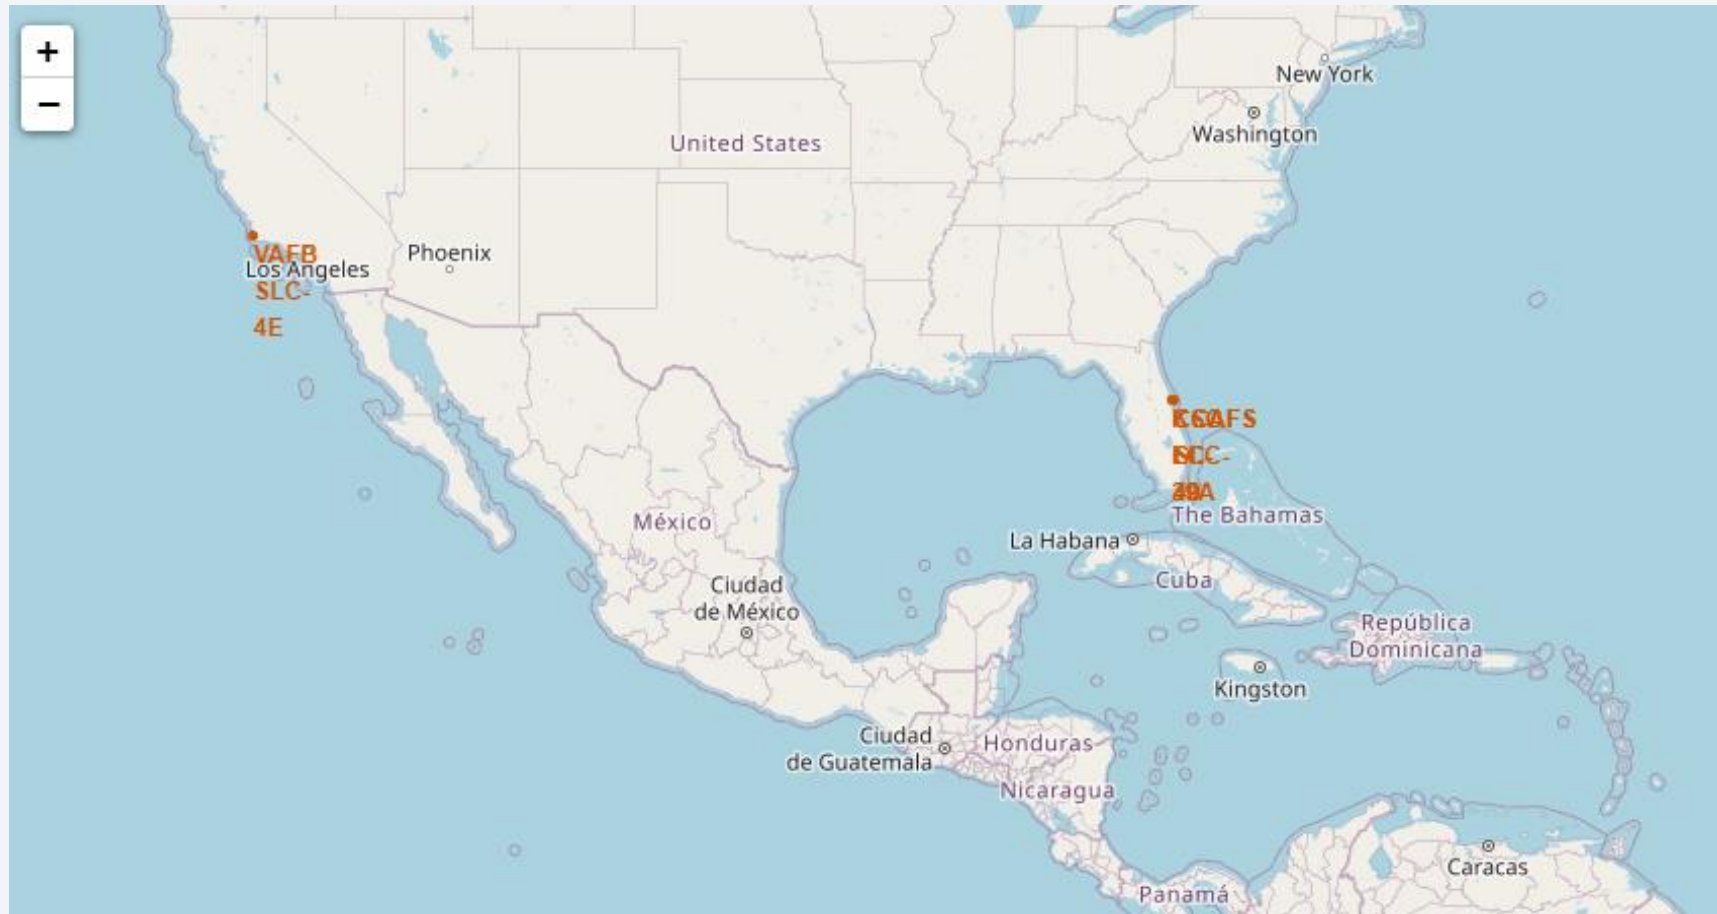 +
−
New York
Washington
United States
Phoenix
VAFB
Los Angeles
SLC-
4E
México
The Bahamas
La Habana
Cuba
Ciudad
de México
República
Dominicana
Kingston
Ciudad
de Guatemala
Honduras
Nicaragua
Caracas
Panamá